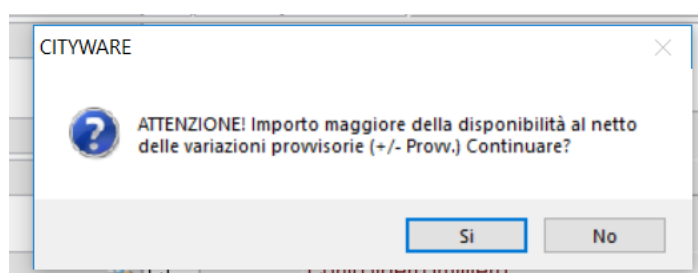 CITYWARE
ATTENZIONE! Importo maggiore della disponibilità al netto
delle variazioni provvisorie (+/- Provv.) Continuare?
Si
No